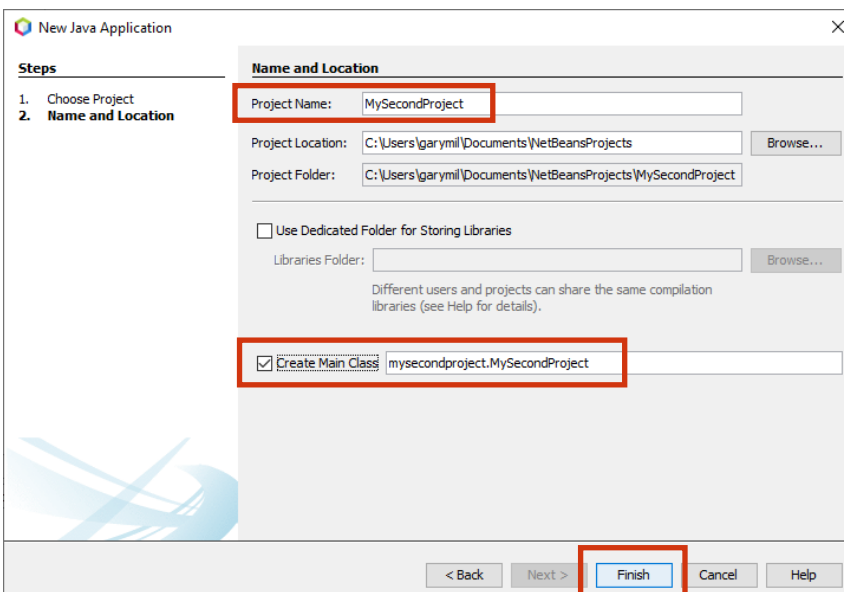 New Java Application
Steps
1. Choose Project
2. Name and Location
Name and Location
Project Name: MySecondProject
Project Location: C:\Users\garymil\Documents\NetBeansProjects Browse...
Project Folder: C:\Users\garymil\Documents\NetBeansProjects\MySecondProject
Use Dedicated Folder for Storing Libraries
Libraries Folder: Browse...
Different users and projects can share the same compilation
libraries (see Help for details).
Create Main Class mysecondproject.MySecondProject
< Back Next > Finish Cancel Help